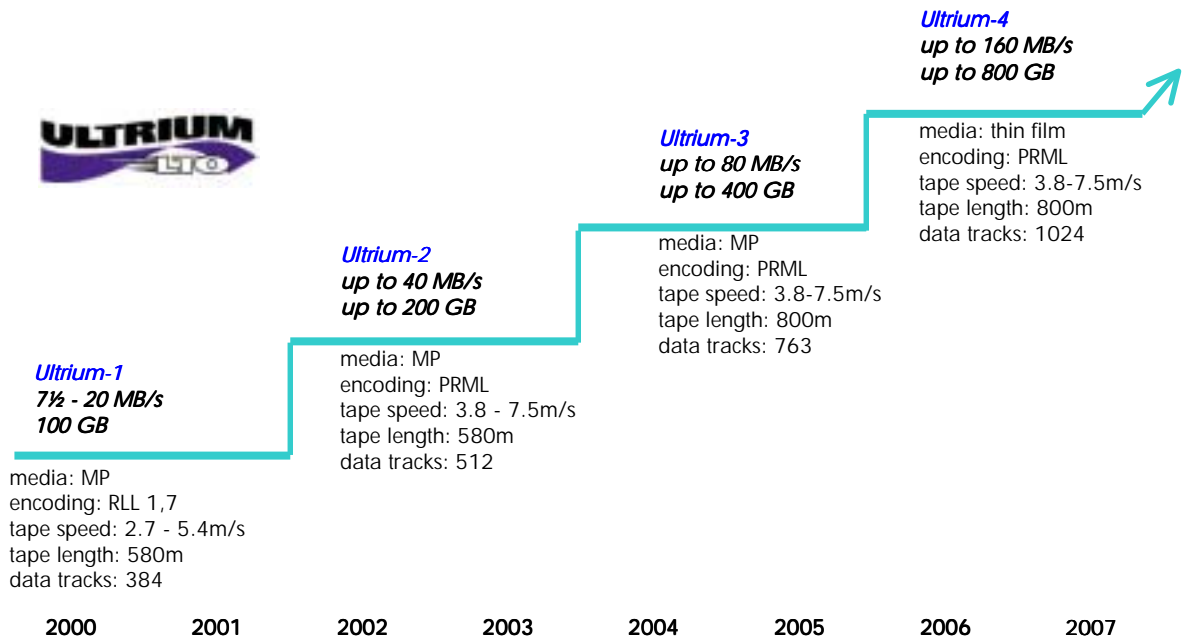 ULTRIUM
LTO
Ultrium-1
7½ - 20 MB/s
100 GB
media: MP
encoding: RLL 1,7
tape speed: 2.7 - 5.4m/s
tape length: 580m
data tracks: 384
Ultrium-2
up to 40 MB/s
up to 200 GB
media: MP
encoding: PRML
tape speed: 3.8 - 7.5m/s
tape length: 580m
data tracks: 512
Ultrium-3
up to 80 MB/s
up to 400 GB
media: MP
encoding: PRML
tape speed: 3.8-7.5m/s
tape length: 800m
data tracks: 763
Ultrium-4
up to 160 MB/s
up to 800 GB
media: thin film
encoding: PRML
tape speed: 3.8-7.5m/s
tape length: 800m
data tracks: 1024
2000 2001 2002 2003 2004 2005 2006 2007